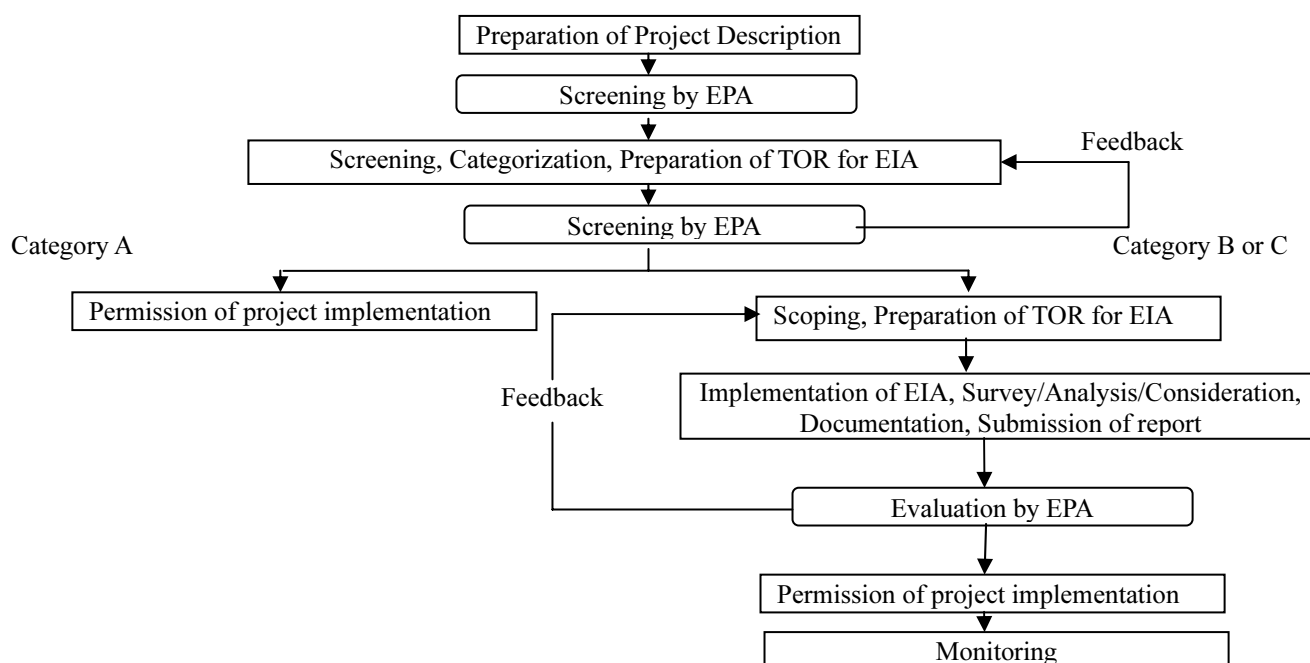 Preparation of Project Description
Screening by EPA
Screening, Categorization, Preparation of TOR for EIA
Feedback
Screening by EPA
Category A
Category B or C
Permission of project implementation
Scoping, Preparation of TOR for EIA
Feedback
Implementation of EIA, Survey/Analysis/Consideration,
Documentation, Submission of report
Evaluation by EPA
Permission of project implementation
Monitoring